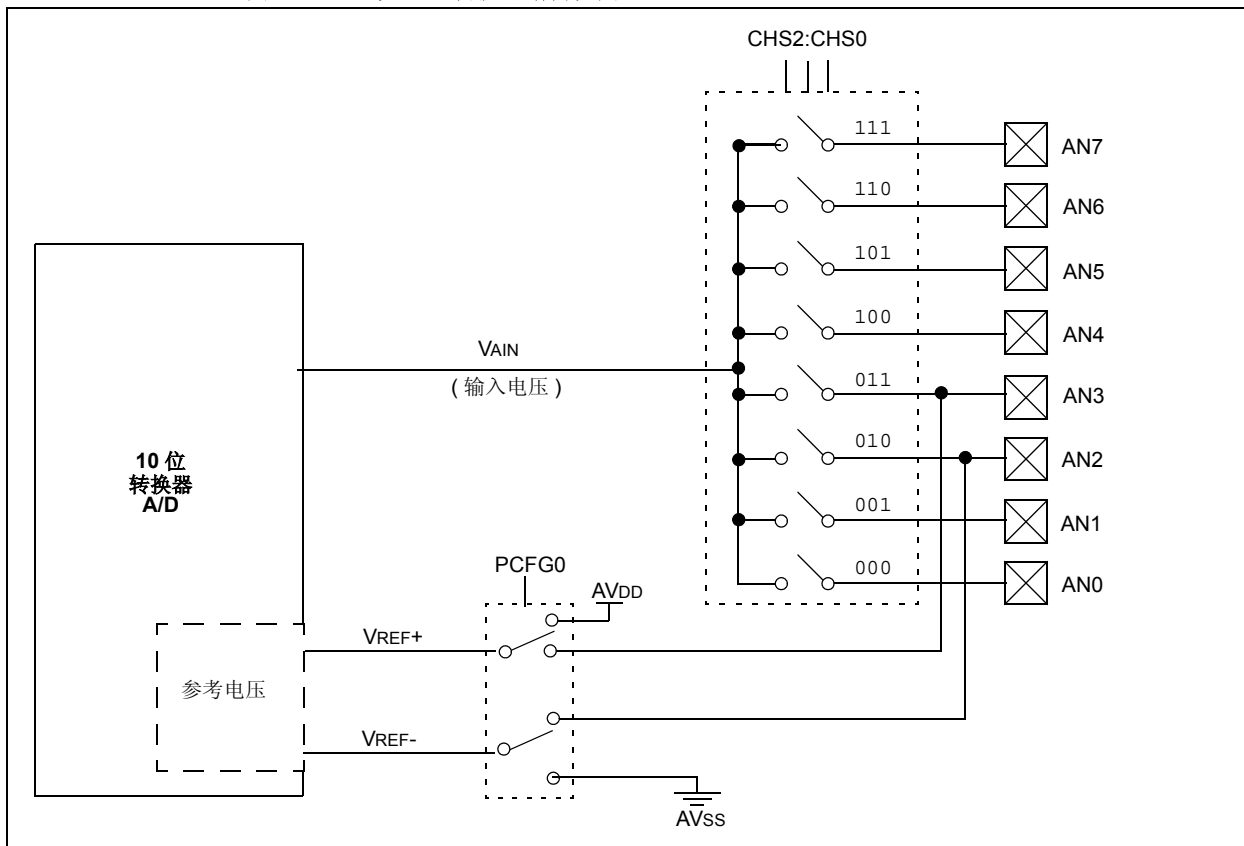 CHS2:CHS0
111
AN7
110
AN6
101
AN5
100
AN4
VAIN
(输入电压)
011
AN3
010
AN2
10 位
转换器
A/D
001
AN1
PCFG0
000
AN0
AVDD
VREF+
参考电压
VREF-
AVSS